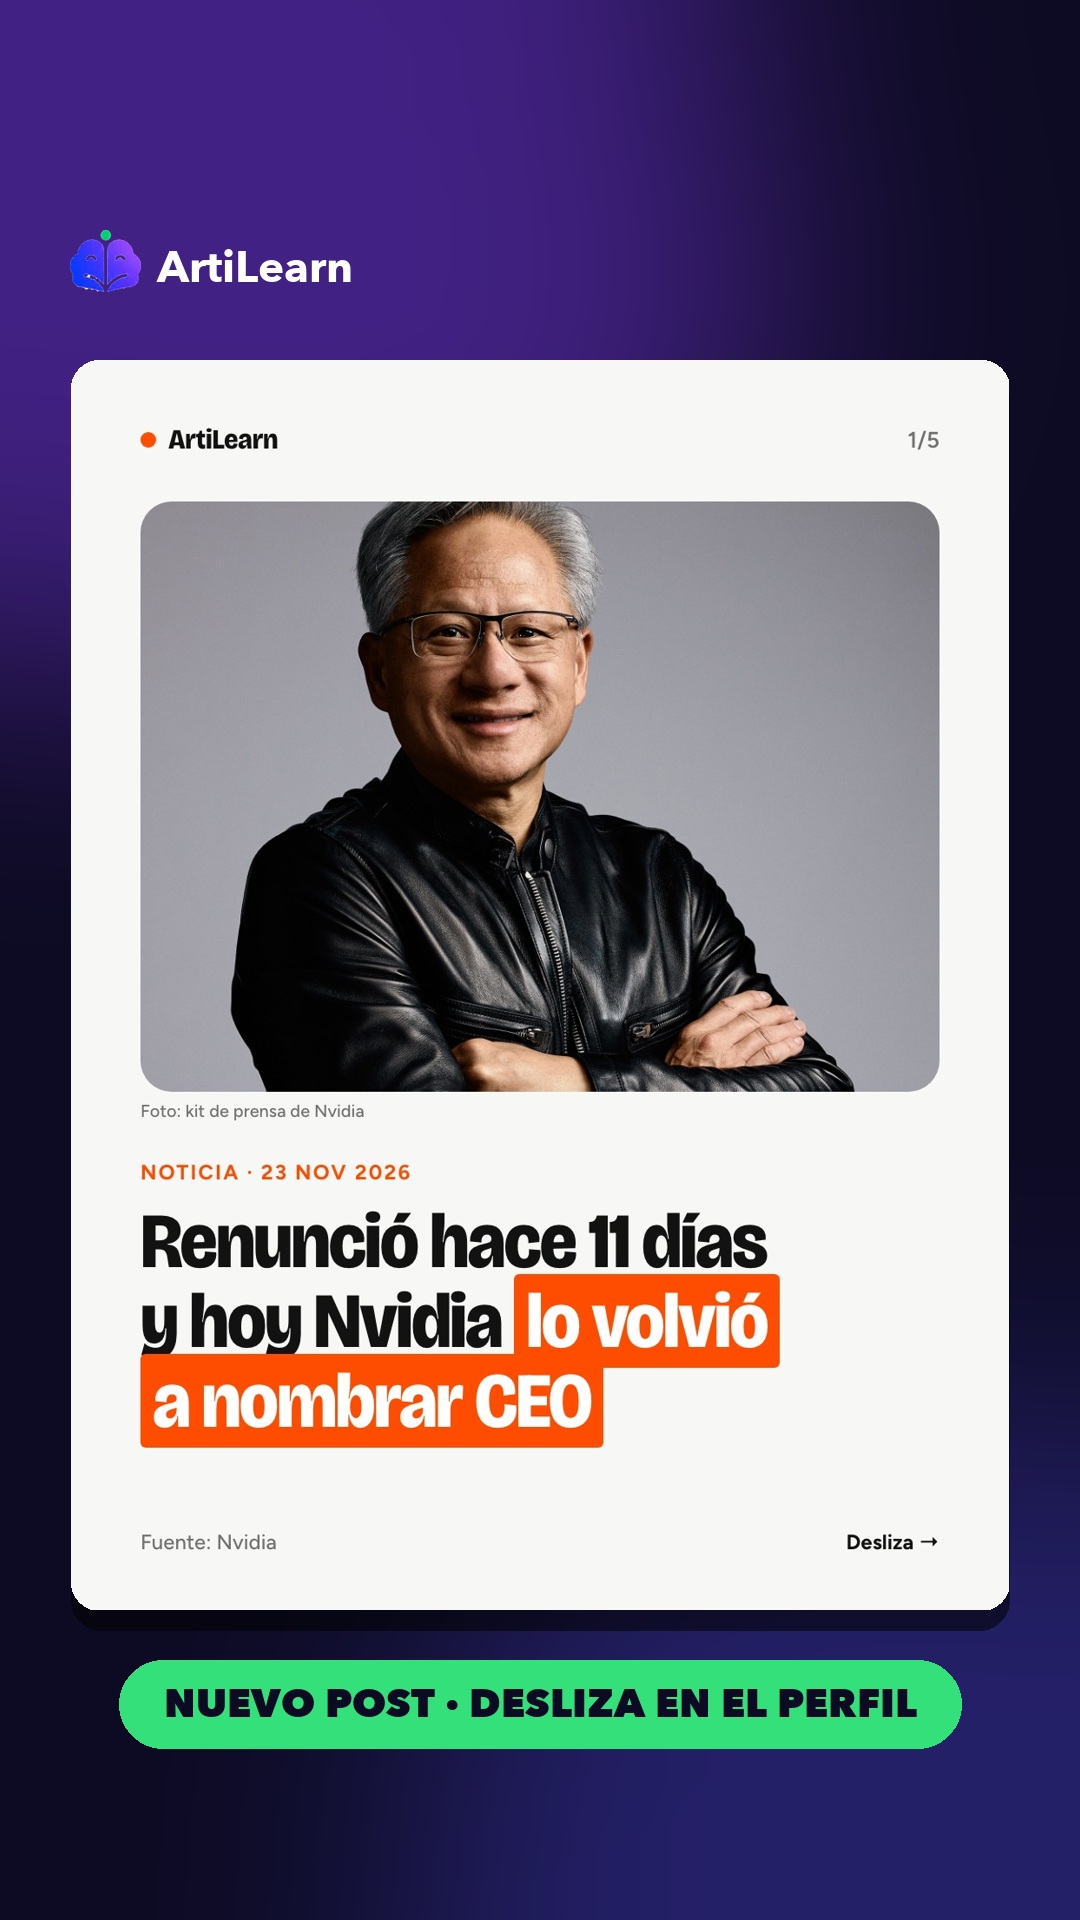 ArtiLearn
ArtiLearn
1/5
Foto: kit de prensa de Nvidia
NOTICIA · 23 NOV 2026
Renunció hace 11 días
y hoy Nvidia lo volvió
a nombrar CEO
Fuente: Nvidia
Desliza →
NUEVO POST • DESLIZA EN EL PERFIL